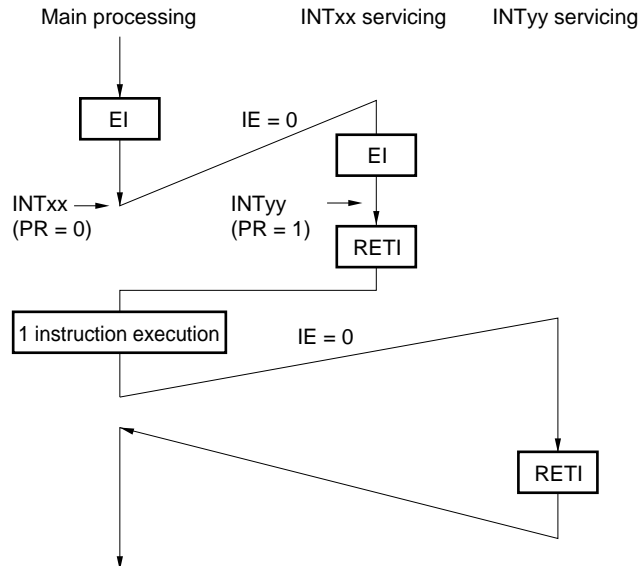 Main processing INTxx servicing INTyy servicing
EI
IE = 0
EI
INTxx
(PR = 0)
INTyy
(PR = 1)
RETI
1 instruction execution
IE = 0
RETI